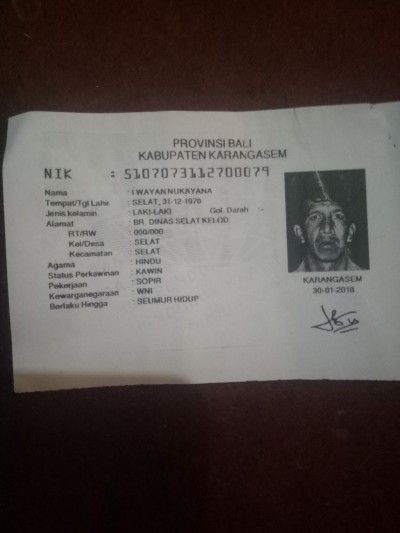 PROVINSI BALI
KABUPATEN KARANGASEM
NIK : 5107073112700079
Nama : I WAYAN NUKAYANA
Tempat/Tgl Lahir : SELAT, 31-12-1970
Jenis kelamin : LAKI-LAKI Gol. Darah
Alamat : BR. DINAS SELAT KELOD
RT/RW : 000/000
Kel/Desa : SELAT
Kecamatan : SELAT
Agama : HINDU
Status Perkawinan : KAWIN
Pekerjaan : SOPIR
Kewarganegaraan : WNI
Berlaku Hingga : SEUMUR HIDUP
KARANGASEM
30-01-2018